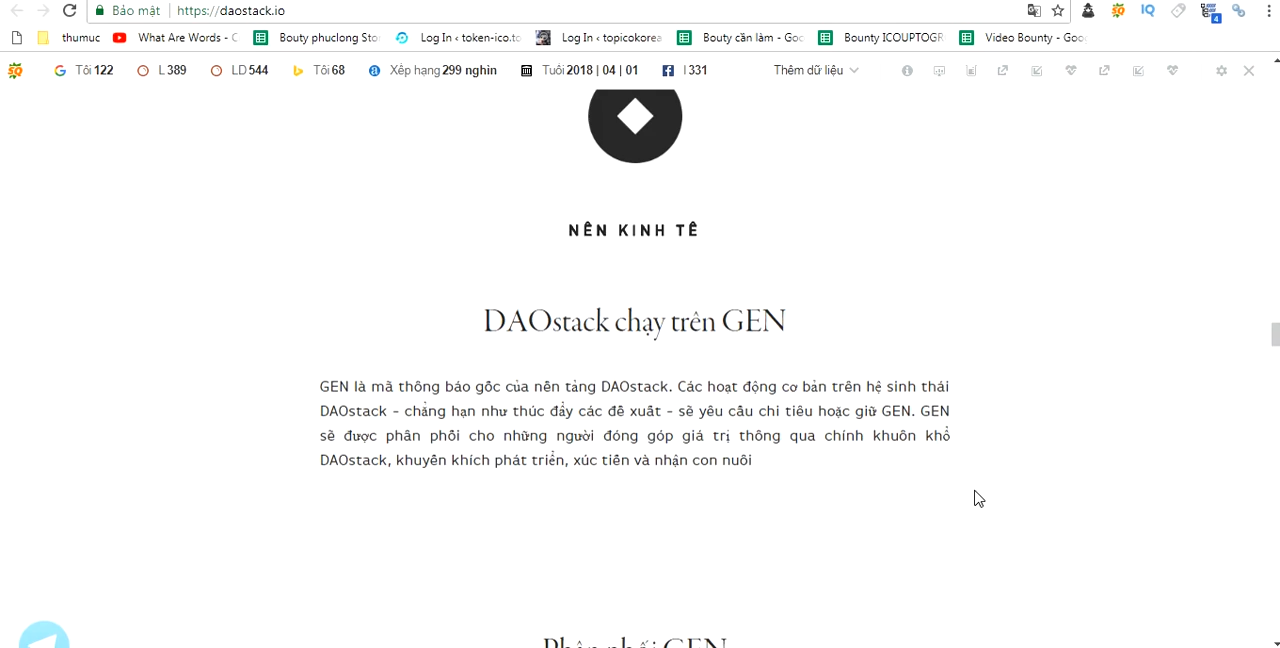 Bảo mật https://daostack.io
thumuc What Are Words - C Bouty phuclong Sto Log In ‹ token-ico.to Log In ‹ topicokorea Bouty cần làm - Goo Bounty ICOUPTOGR Video Bounty - Goo
SQ Tôi 122 L 389 LD 544 Tôi 68 Xếp hạng 299 nghìn Tuổi 2018 | 04 | 01 l 331 Thêm dữ liệu
NỀN KINH TẾ
DAOstack chạy trên GEN
GEN là mã thông báo gốc của nền tảng DAOstack. Các hoạt động cơ bản trên hệ sinh thái
DAOstack - chẳng hạn như thúc đẩy các đề xuất - sẽ yêu cầu chi tiêu hoặc giữ GEN. GEN
sẽ được phân phối cho những người đóng góp giá trị thông qua chính khuôn khổ
DAOstack, khuyến khích phát triển, xúc tiến và nhận con nuôi
Phân phối GEN